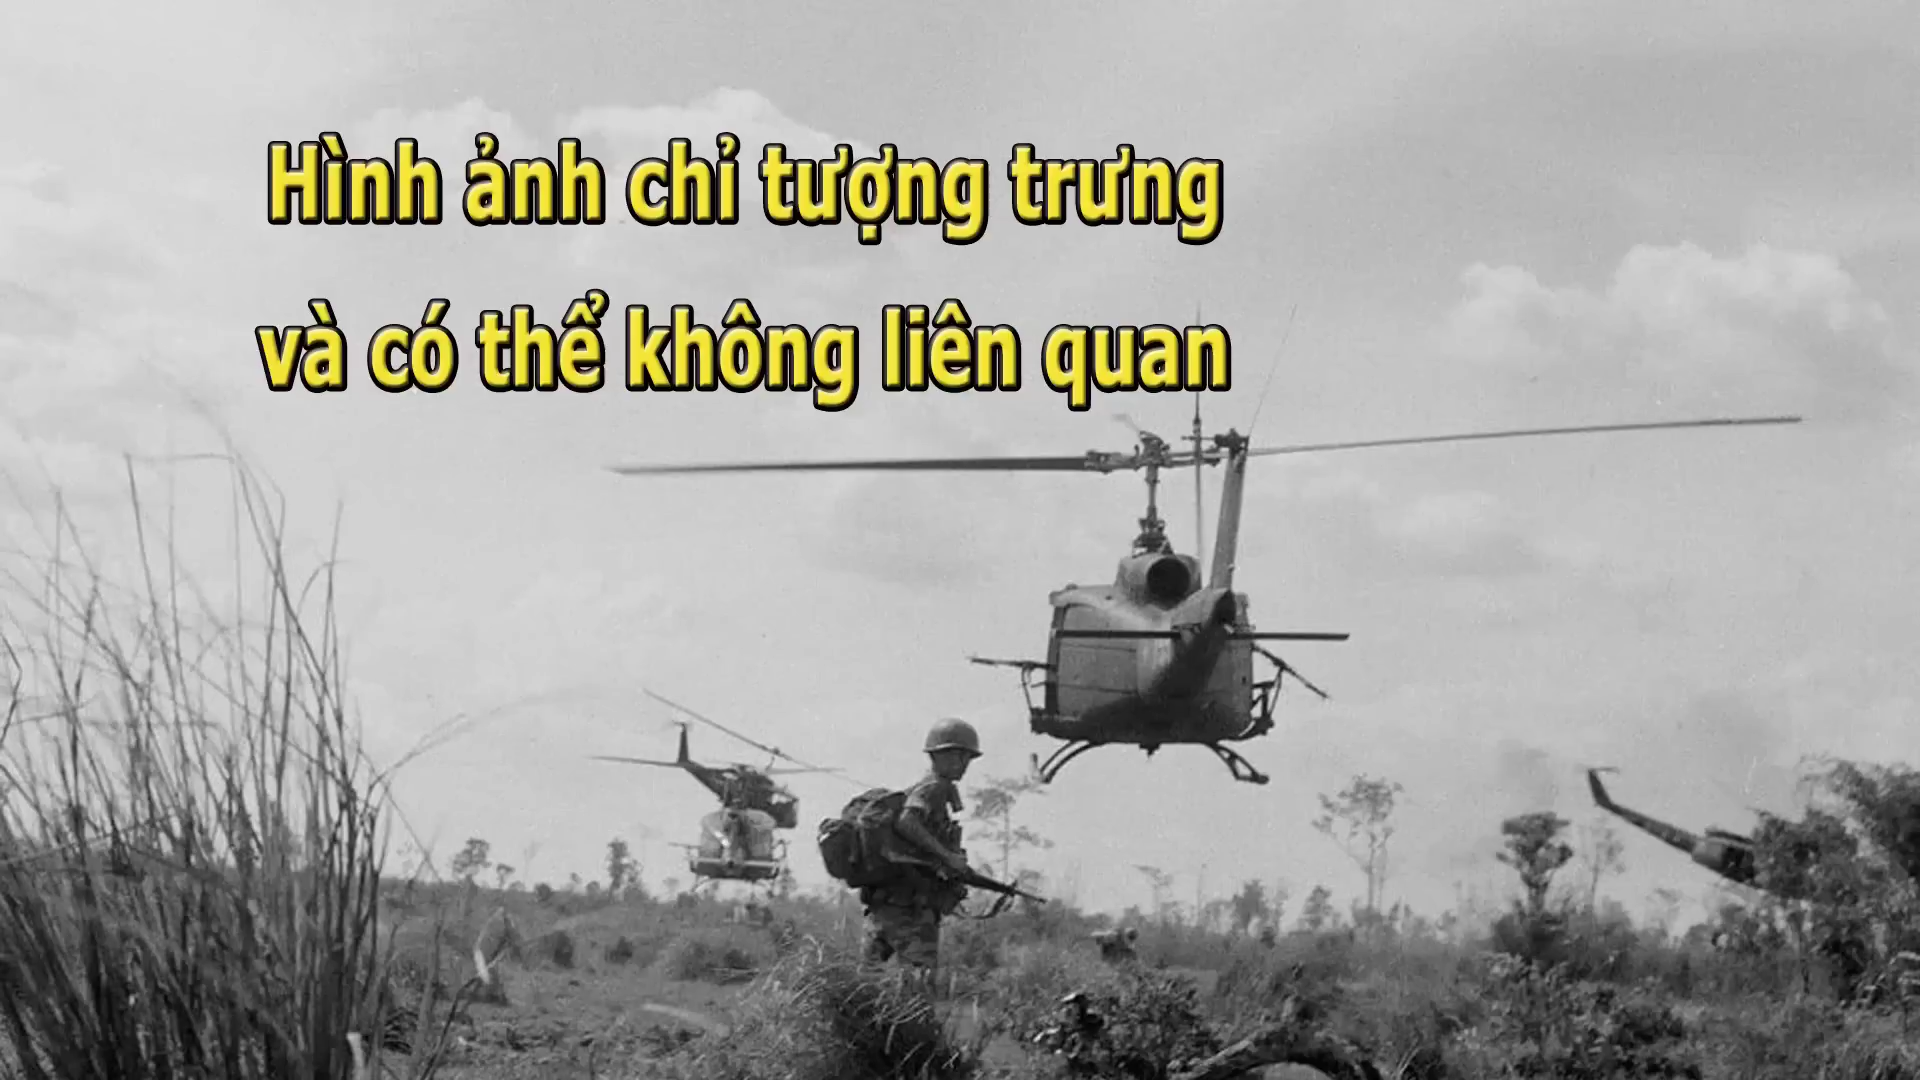 Hình ảnh chỉ tượng trưng
và có thể không liên quan